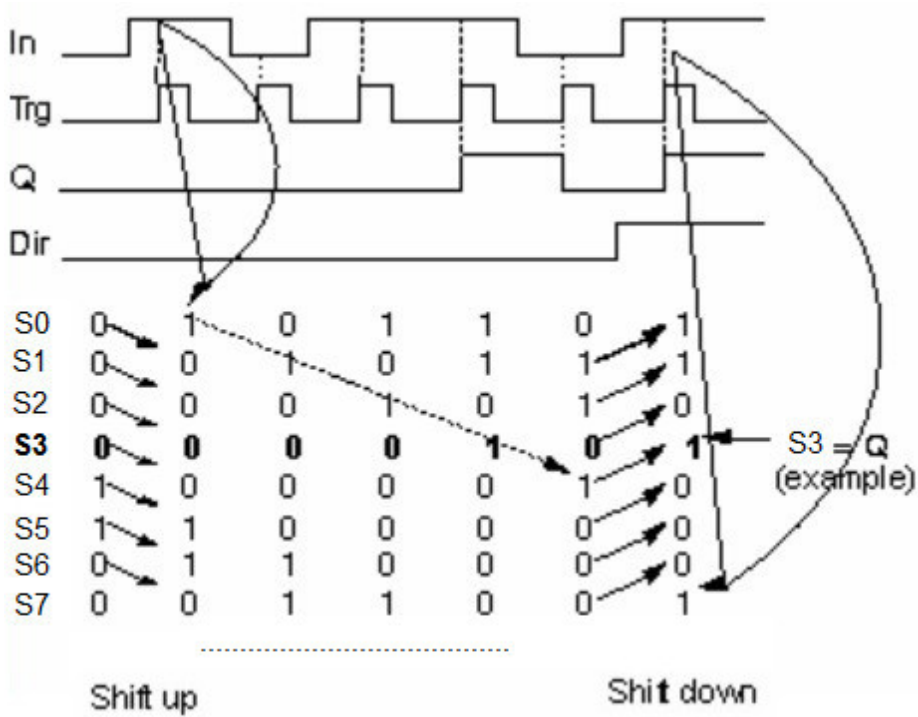 In
Trg
Q
Dir
S0 0 1 0 1 1 0 1
S1 0 0 1 0 1 1 1
S2 0 0 0 1 0 1 0
S3 0 0 0 0 1 0 1 S3 = Q
(example)
S4 1 0 0 0 0 1 0
S5 1 1 0 0 0 0 0
S6 0 1 1 0 0 0 0
S7 0 0 1 1 0 0 1
Shift up Shift down